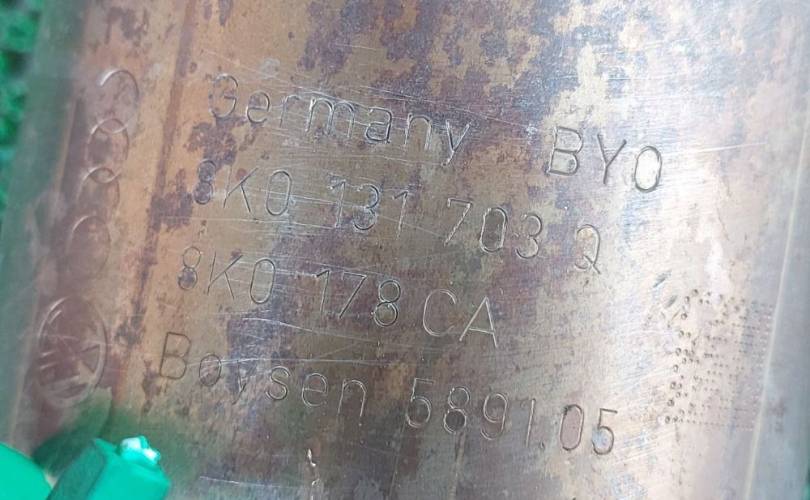 Germany BYO
8K0 131 703 Q
8K0 178 CA
Boysen 5891.05